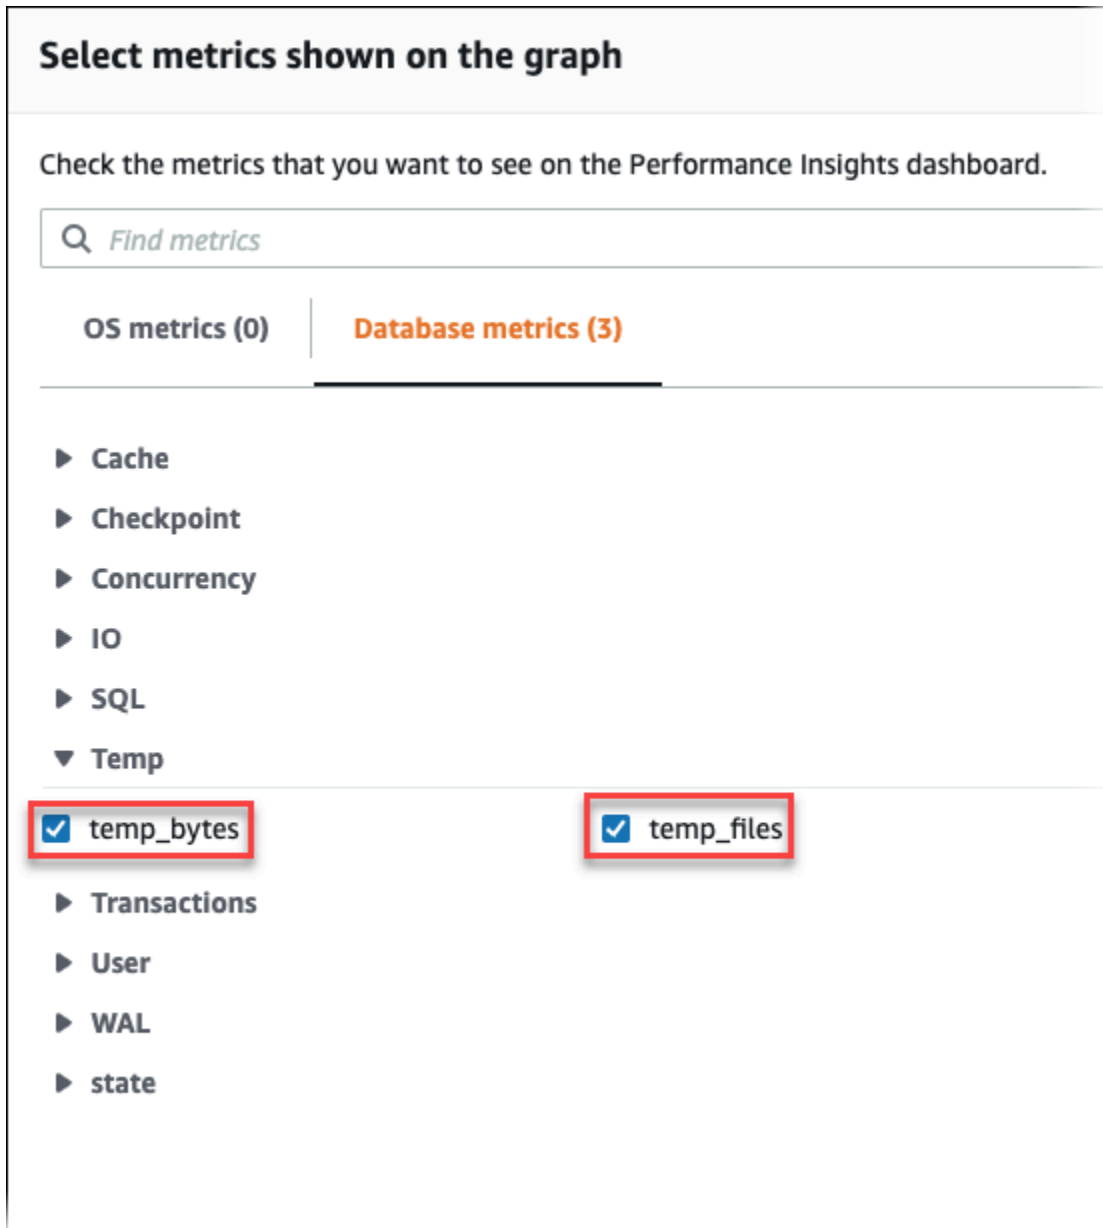 Select metrics shown on the graph
Check the metrics that you want to see on the Performance Insights dashboard.
Find metrics
OS metrics (0) Database metrics (3)
Cache
Checkpoint
Concurrency
IO
SQL
Temp
temp_bytes temp_files
Transactions
User
WAL
state